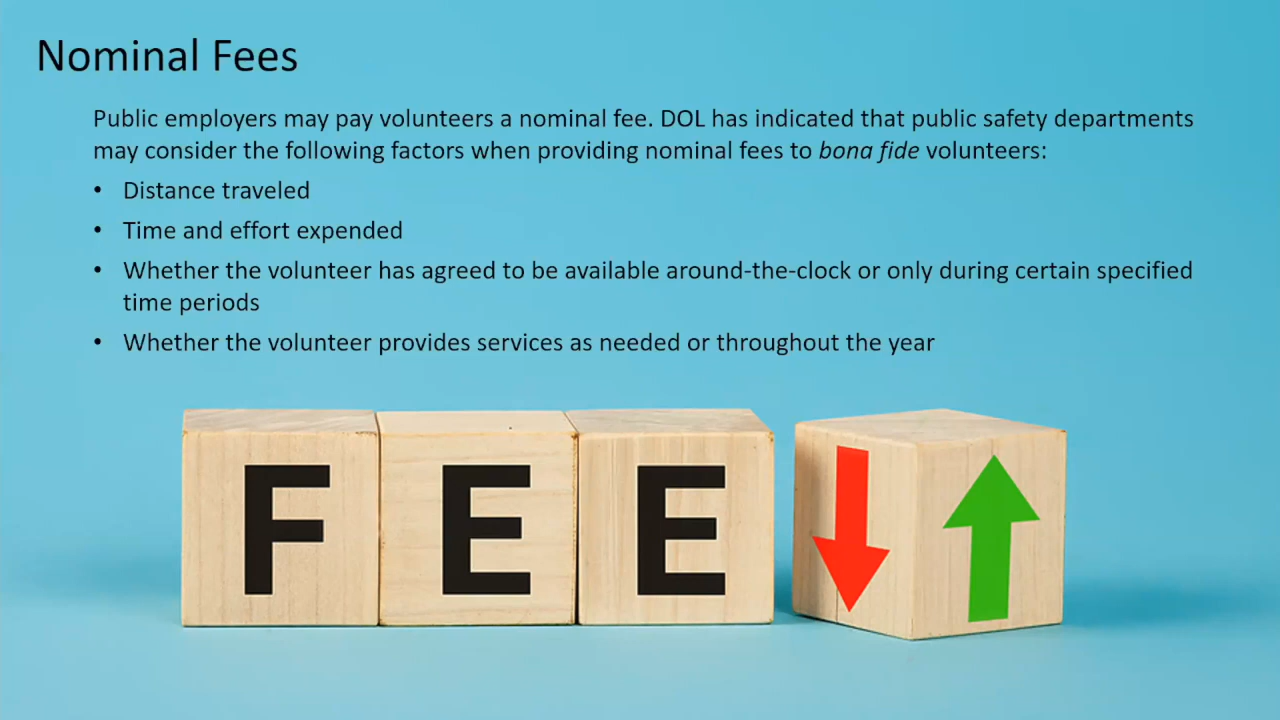 Nominal Fees
Public employers may pay volunteers a nominal fee. DOL has indicated that public safety departments
may consider the following factors when providing nominal fees to bona fide volunteers:
• Distance traveled
• Time and effort expended
• Whether the volunteer has agreed to be available around-the-clock or only during certain specified
time periods
• Whether the volunteer provides services as needed or throughout the year
FEE